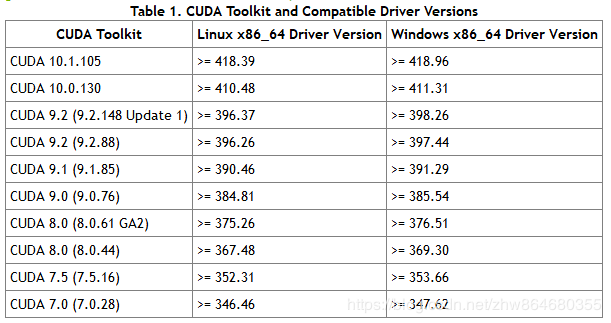 Table 1. CUDA Toolkit and Compatible Driver Versions
CUDA Toolkit Linux x86_64 Driver Version Windows x86_64 Driver Version
CUDA 10.1.105 >= 418.39 >= 418.96
CUDA 10.0.130 >= 410.48 >= 411.31
CUDA 9.2 (9.2.148 Update 1) >= 396.37 >= 398.26
CUDA 9.2 (9.2.88) >= 396.26 >= 397.44
CUDA 9.1 (9.1.85) >= 390.46 >= 391.29
CUDA 9.0 (9.0.76) >= 384.81 >= 385.54
CUDA 8.0 (8.0.61 GA2) >= 375.26 >= 376.51
CUDA 8.0 (8.0.44) >= 367.48 >= 369.30
CUDA 7.5 (7.5.16) >= 352.31 >= 353.66
CUDA 7.0 (7.0.28) >= 346.46 >= 347.62
https://blog.csdn.net/zhw864680355